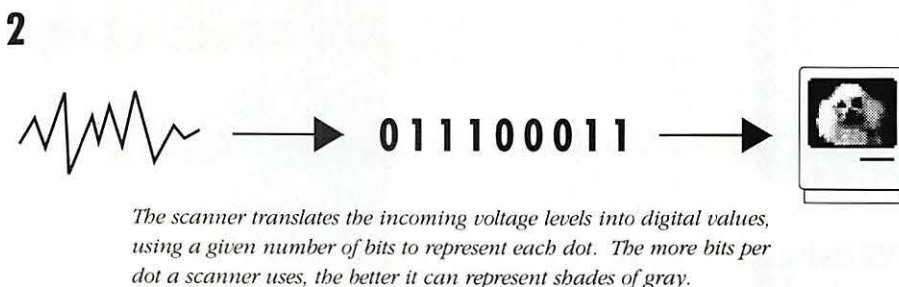 2
011100011
The scanner translates the incoming voltage levels into digital values,
using a given number of bits to represent each dot. The more bits per
dot a scanner uses, the better it can represent shades of gray.